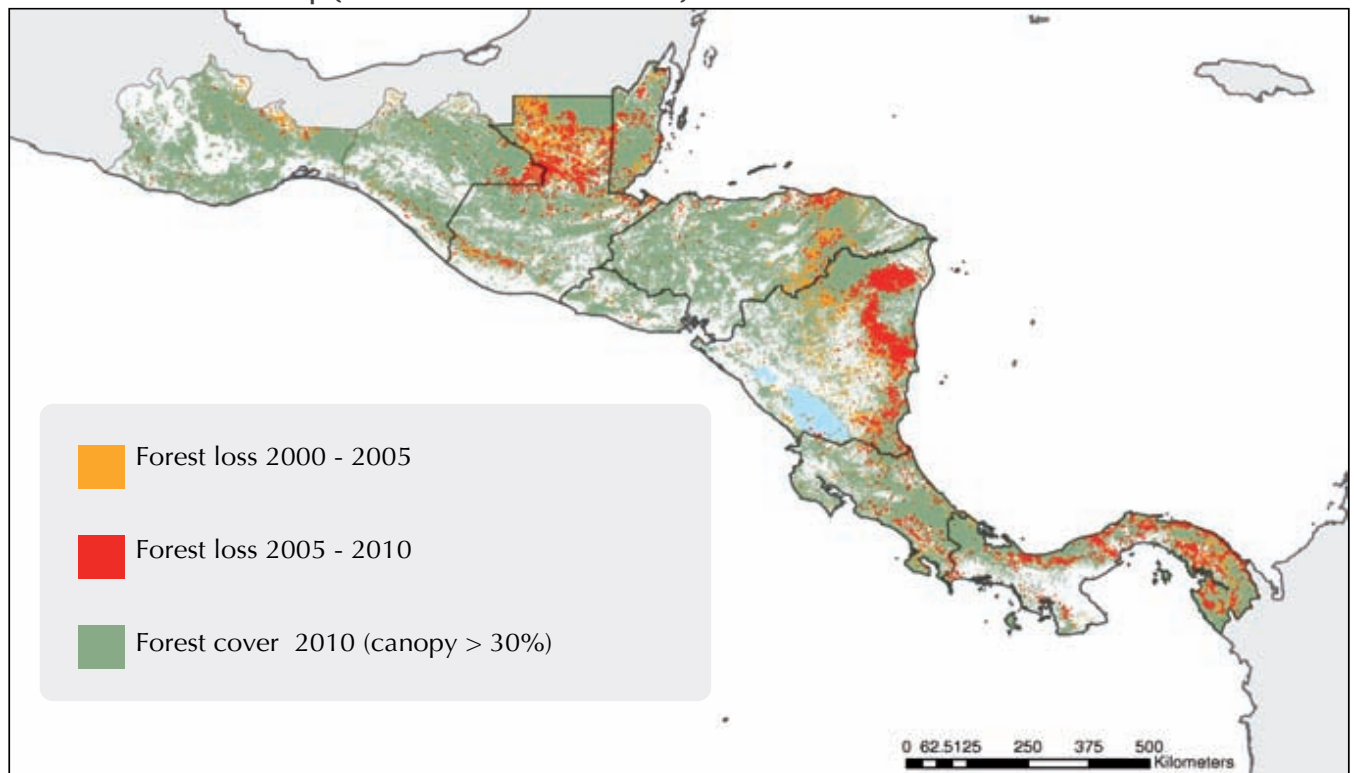 Forest loss 2000 - 2005
Forest loss 2005 - 2010
Forest cover 2010 (canopy > 30%)
0 62.5125 250 375 500
Kilometers